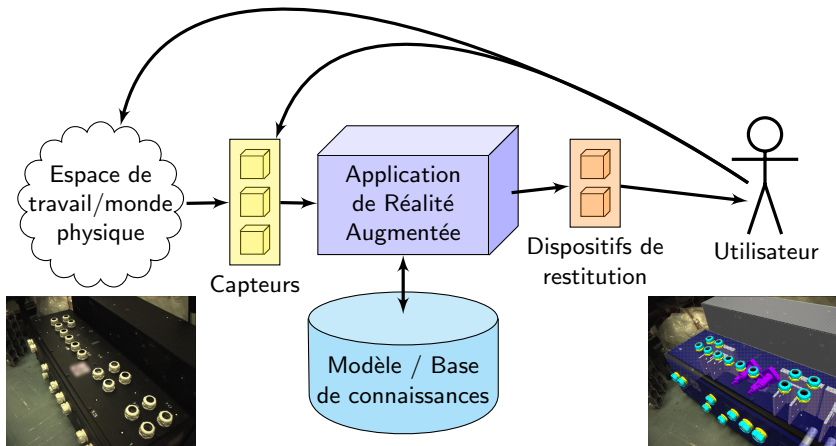 Espace de
travail/monde
physique
Capteurs
Application
de Réalité
Augmentée
Dispositifs de
restitution
Utilisateur
Modèle / Base
de connaissances